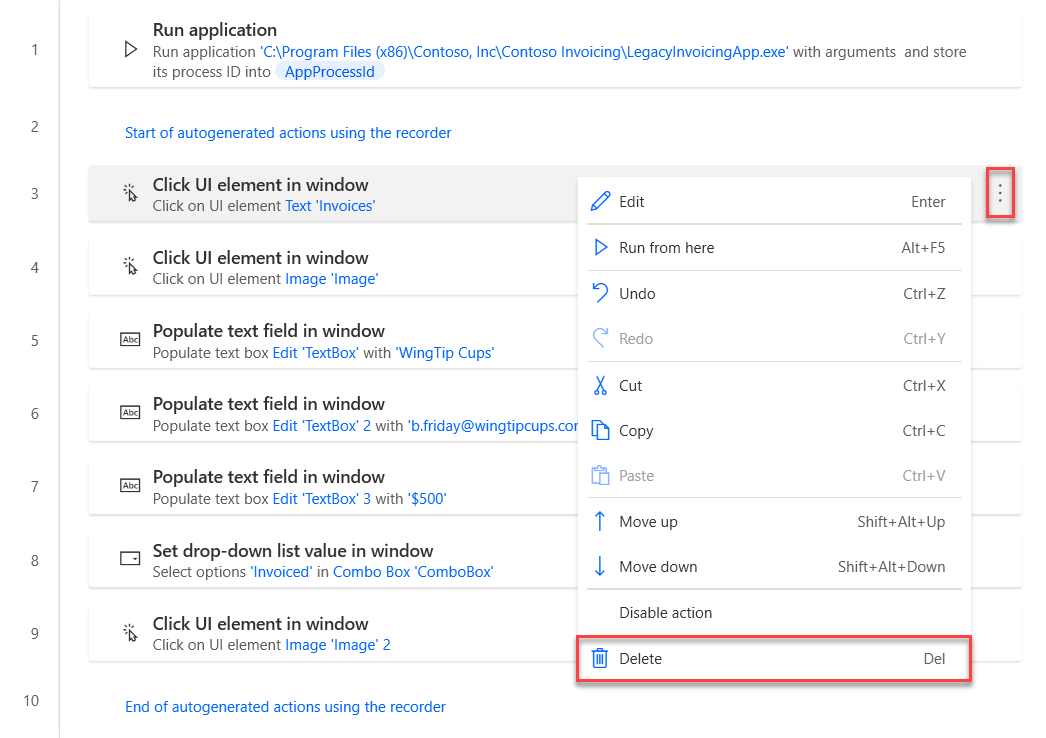 1
Run application
Run application 'C:\Program Files (x86)\Contoso, Inc\Contoso Invoicing\LegacyInvoicingApp.exe' with arguments and store
its process ID into AppProcessId
2
Start of autogenerated actions using the recorder
3
Click UI element in window
Click on UI element Text 'Invoices'
4
Click UI element in window
Click on UI element Image 'Image'
5
Abc
Populate text field in window
Populate text box Edit 'TextBox' with 'WingTip Cups'
6
Abc
Populate text field in window
Populate text box Edit 'TextBox' 2 with 'b.friday@wingtipcups.com
7
Abc
Populate text field in window
Populate text box Edit 'TextBox' 3 with '$500'
8
Set drop-down list value in window
Select options 'Invoiced' in Combo Box 'ComboBox'
9
Click UI element in window
Click on UI element Image 'Image' 2
10
End of autogenerated actions using the recorder
Edit Enter
Run from here Alt+F5
Undo Ctrl+Z
Redo Ctrl+Y
Cut Ctrl+X
Copy Ctrl+C
Paste Ctrl+V
Move up Shift+Alt+Up
Move down Shift+Alt+Down
Disable action
Delete Del